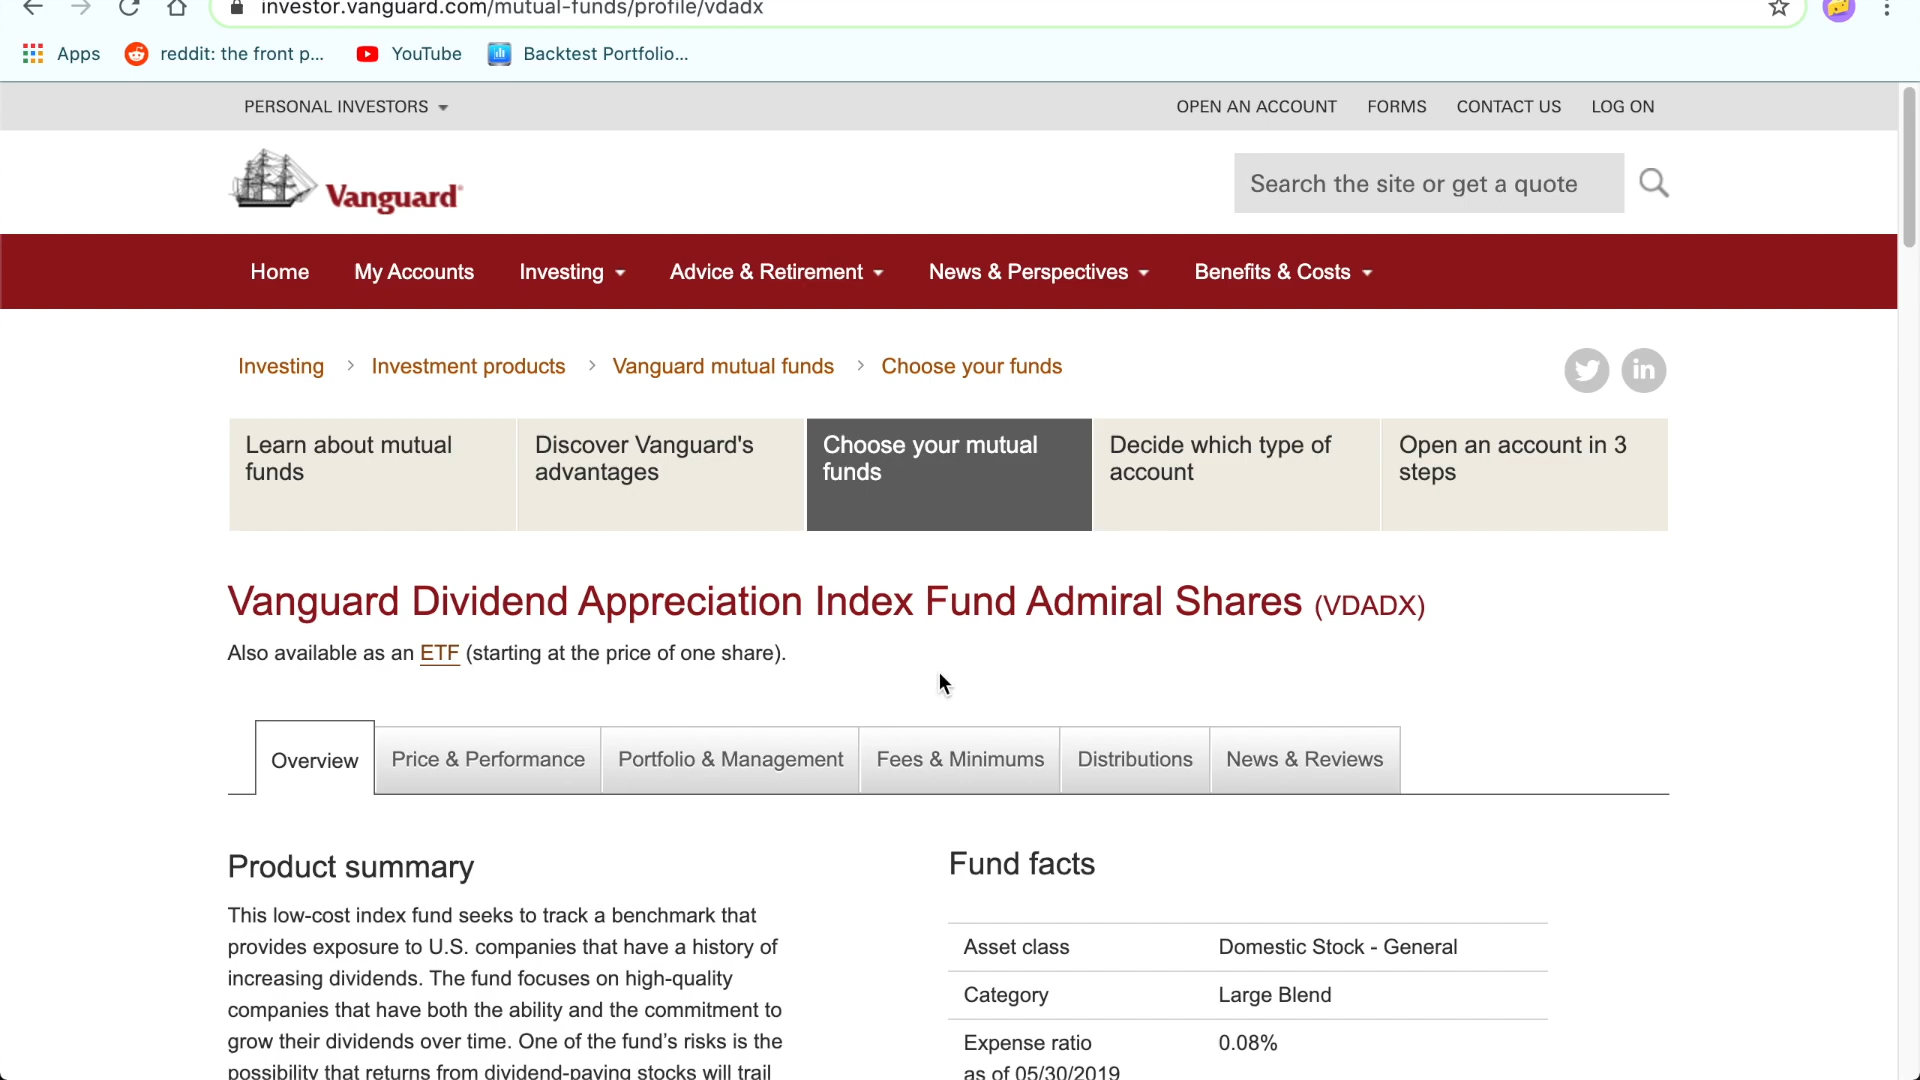 investor.vanguard.com/mutual-funds/profile/vdadx
Apps reddit: the front p... YouTube Backtest Portfolio...
PERSONAL INVESTORS OPEN AN ACCOUNT FORMS CONTACT US LOG ON
Vanguard®
Search the site or get a quote
Home My Accounts Investing Advice & Retirement News & Perspectives Benefits & Costs
Investing > Investment products > Vanguard mutual funds > Choose your funds
in
Learn about mutual
funds
Discover Vanguard's
advantages
Choose your mutual
funds
Decide which type of
account
Open an account in 3
steps
Vanguard Dividend Appreciation Index Fund Admiral Shares (VDADX)
Also available as an ETF (starting at the price of one share).
Overview Price & Performance Portfolio & Management Fees & Minimums Distributions News & Reviews
Product summary
This low-cost index fund seeks to track a benchmark that
provides exposure to U.S. companies that have a history of
increasing dividends. The fund focuses on high-quality
companies that have both the ability and the commitment to
grow their dividends over time. One of the fund's risks is the
possibility that returns from dividend-paying stocks will trail
Fund facts
Asset class Domestic Stock - General
Category Large Blend
Expense ratio 0.08%
as of 05/30/2019